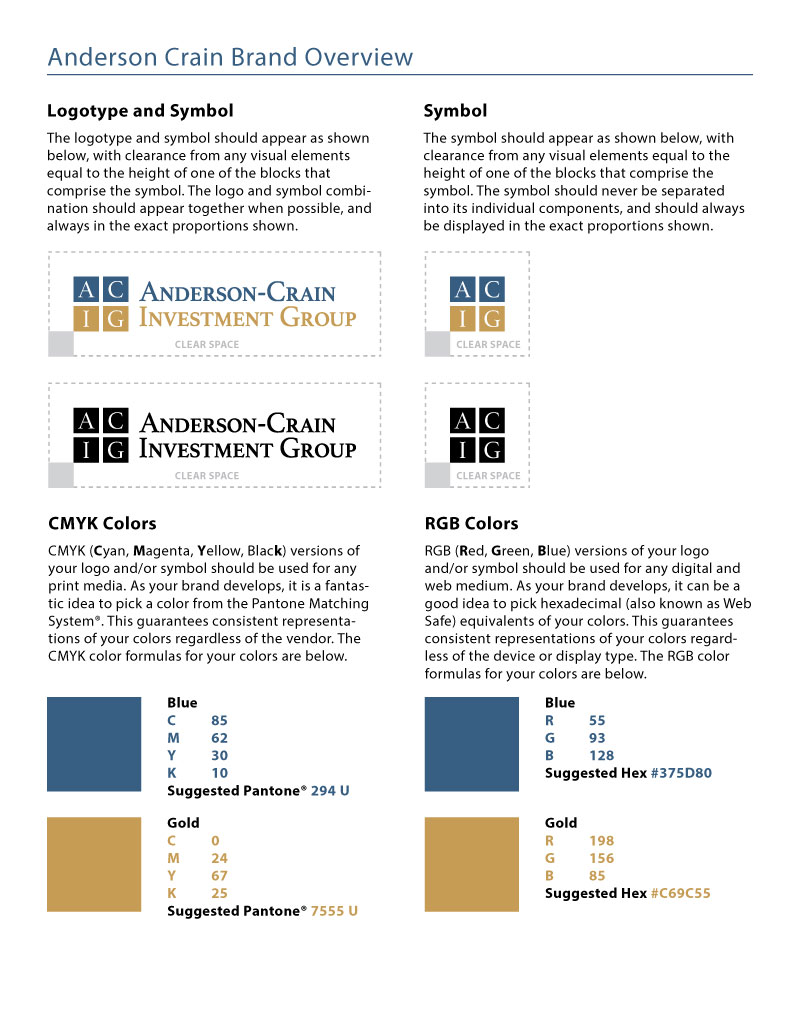 Anderson Crain Brand Overview
Logotype and Symbol
The logotype and symbol should appear as shown
below, with clearance from any visual elements
equal to the height of one of the blocks that
comprise the symbol. The logo and symbol combi-
nation should appear together when possible, and
always in the exact proportions shown.
A C
I G
ANDERSON-CRAIN
INVESTMENT GROUP
CLEAR SPACE
A C
I G
ANDERSON-CRAIN
INVESTMENT GROUP
CLEAR SPACE
Symbol
The symbol should appear as shown below, with
clearance from any visual elements equal to the
height of one of the blocks that comprise the
symbol. The symbol should never be separated
into its individual components, and should always
be displayed in the exact proportions shown.
A C
I G
CLEAR SPACE
A C
I G
CLEAR SPACE
CMYK Colors
CMYK (Cyan, Magenta, Yellow, Black) versions of
your logo and/or symbol should be used for any
print media. As your brand develops, it is a fantas-
tic idea to pick a color from the Pantone Matching
System®. This guarantees consistent representa-
tions of your colors regardless of the vendor. The
CMYK color formulas for your colors are below.
Blue
C 85
M 62
Y 30
K 10
Suggested Pantone® 294 U
Gold
C 0
M 24
Y 67
K 25
Suggested Pantone® 7555 U
RGB Colors
RGB (Red, Green, Blue) versions of your logo
and/or symbol should be used for any digital and
web medium. As your brand develops, it can be a
good idea to pick hexadecimal (also known as Web
Safe) equivalents of your colors. This guarantees
consistent representations of your colors regard-
less of the device or display type. The RGB color
formulas for your colors are below.
Blue
R 55
G 93
B 128
Suggested Hex #375D80
Gold
R 198
G 156
B 85
Suggested Hex #C69C55